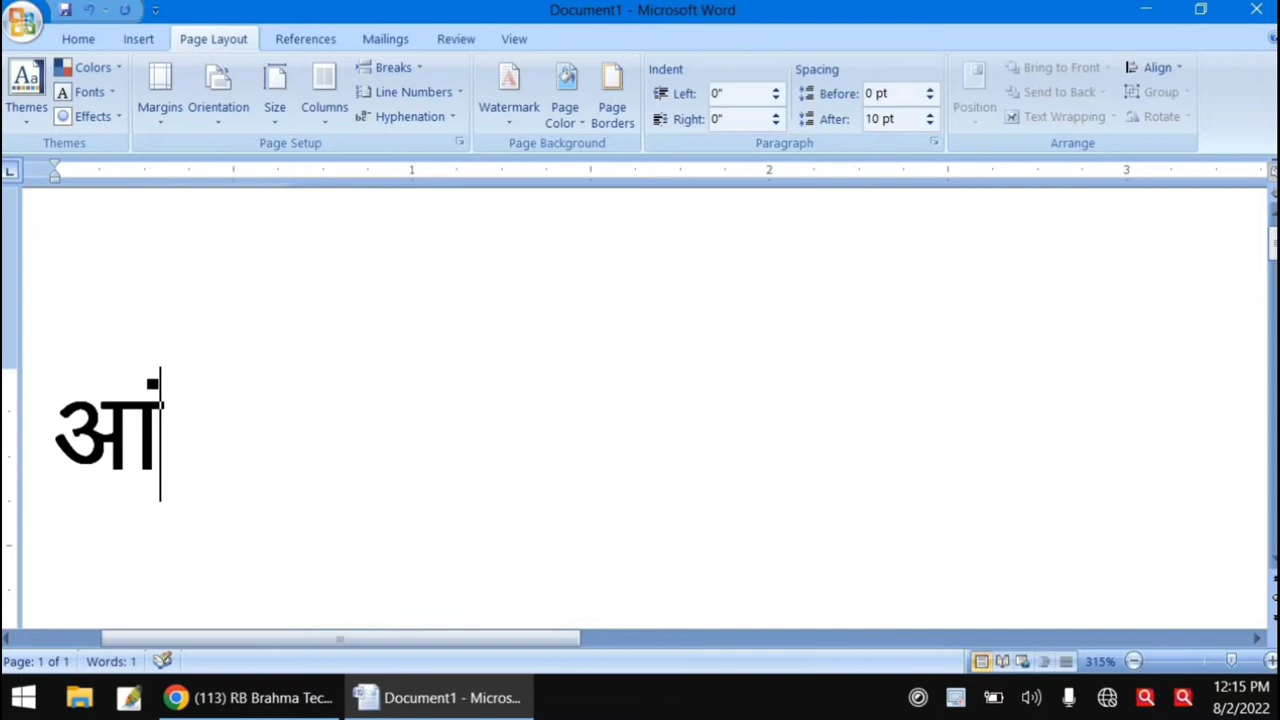 Document1 - Microsoft Word
Home Insert Page Layout References Mailings Review View
Themes
Colors
Fonts
Effects
Themes
Margins Orientation Size Columns
Breaks
Line Numbers
Hyphenation
Page Setup
Watermark Page Color Page Borders
Page Background
Indent
Left: 0"
Right: 0"
Spacing
Before: 0 pt
After: 10 pt
Paragraph
Position
Bring to Front
Send to Back
Text Wrapping
Align
Group
Rotate
Arrange
1 2 3
आं
Page: 1 of 1 Words: 1 315%
(113) RB Brahma Tec... Document1 - Micros...
12:15 PM
8/2/2022